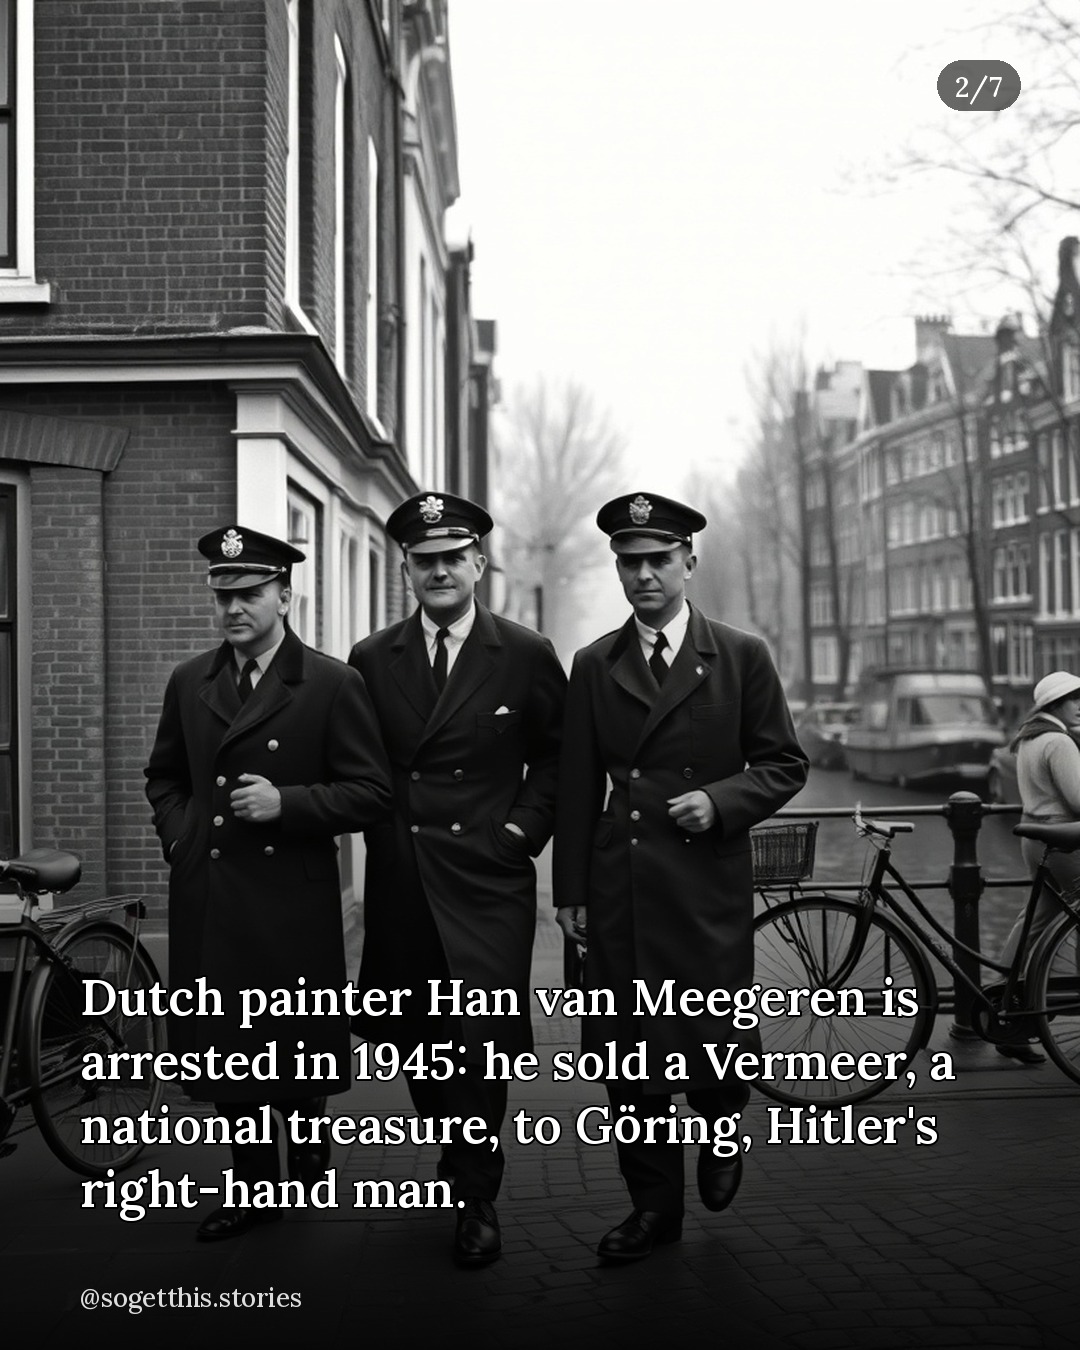 2/7
Dutch painter Han van Meegeren is
arrested in 1945: he sold a Vermeer, a
national treasure, to Göring, Hitler's
right-hand man.
@sogetthis.stories